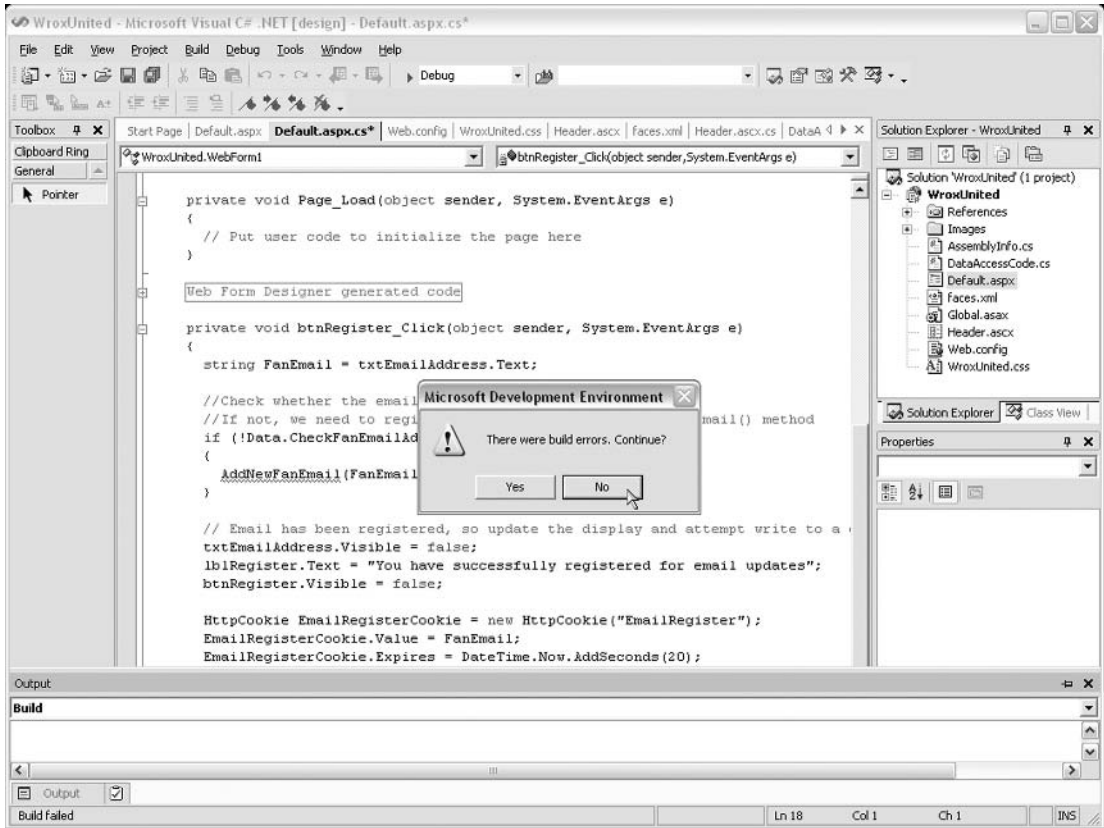 WroxUnited - Microsoft Visual C# .NET [design] - Default.aspx.cs*
File Edit View Project Build Debug Tools Window Help
Debug
Toolbox
Start Page Default.aspx Default.aspx.cs* Web.config WroxUnited.css Header.ascx faces.xml Header.ascx.cs DataA
Solution Explorer - WroxUnited
Clipboard Ring
General
Pointer
WroxUnited.WebForm1
btnRegister_Click(object sender,System.EventArgs e)
private void Page_Load(object sender, System.EventArgs e)
{
// Put user code to initialize the page here
}
Web Form Designer generated code
private void btnRegister_Click(object sender, System.EventArgs e)
{
string FanEmail = txtEmailAddress.Text;
//Check whether the email
//If not, we need to regi
mail() method
if (!Data.CheckFanEmailAd
{
AddNewFanEmail(FanEmail
}
// Email has been registered, so update the display and attempt write to a
txtEmailAddress.Visible = false;
lblRegister.Text = "You have successfully registered for email updates";
btnRegister.Visible = false;
HttpCookie EmailRegisterCookie = new HttpCookie("EmailRegister");
EmailRegisterCookie.Value = FanEmail;
EmailRegisterCookie.Expires = DateTime.Now.AddSeconds(20);
Microsoft Development Environment
There were build errors. Continue?
Yes No
Solution 'WroxUnited' (1 project)
WroxUnited
References
Images
AssemblyInfo.cs
DataAccessCode.cs
Default.aspx
faces.xml
Global.asax
Header.ascx
Web.config
WroxUnited.css
Solution Explorer Class View
Properties
Output
Build
Output
Build failed Ln 18 Col 1 Ch 1 INS